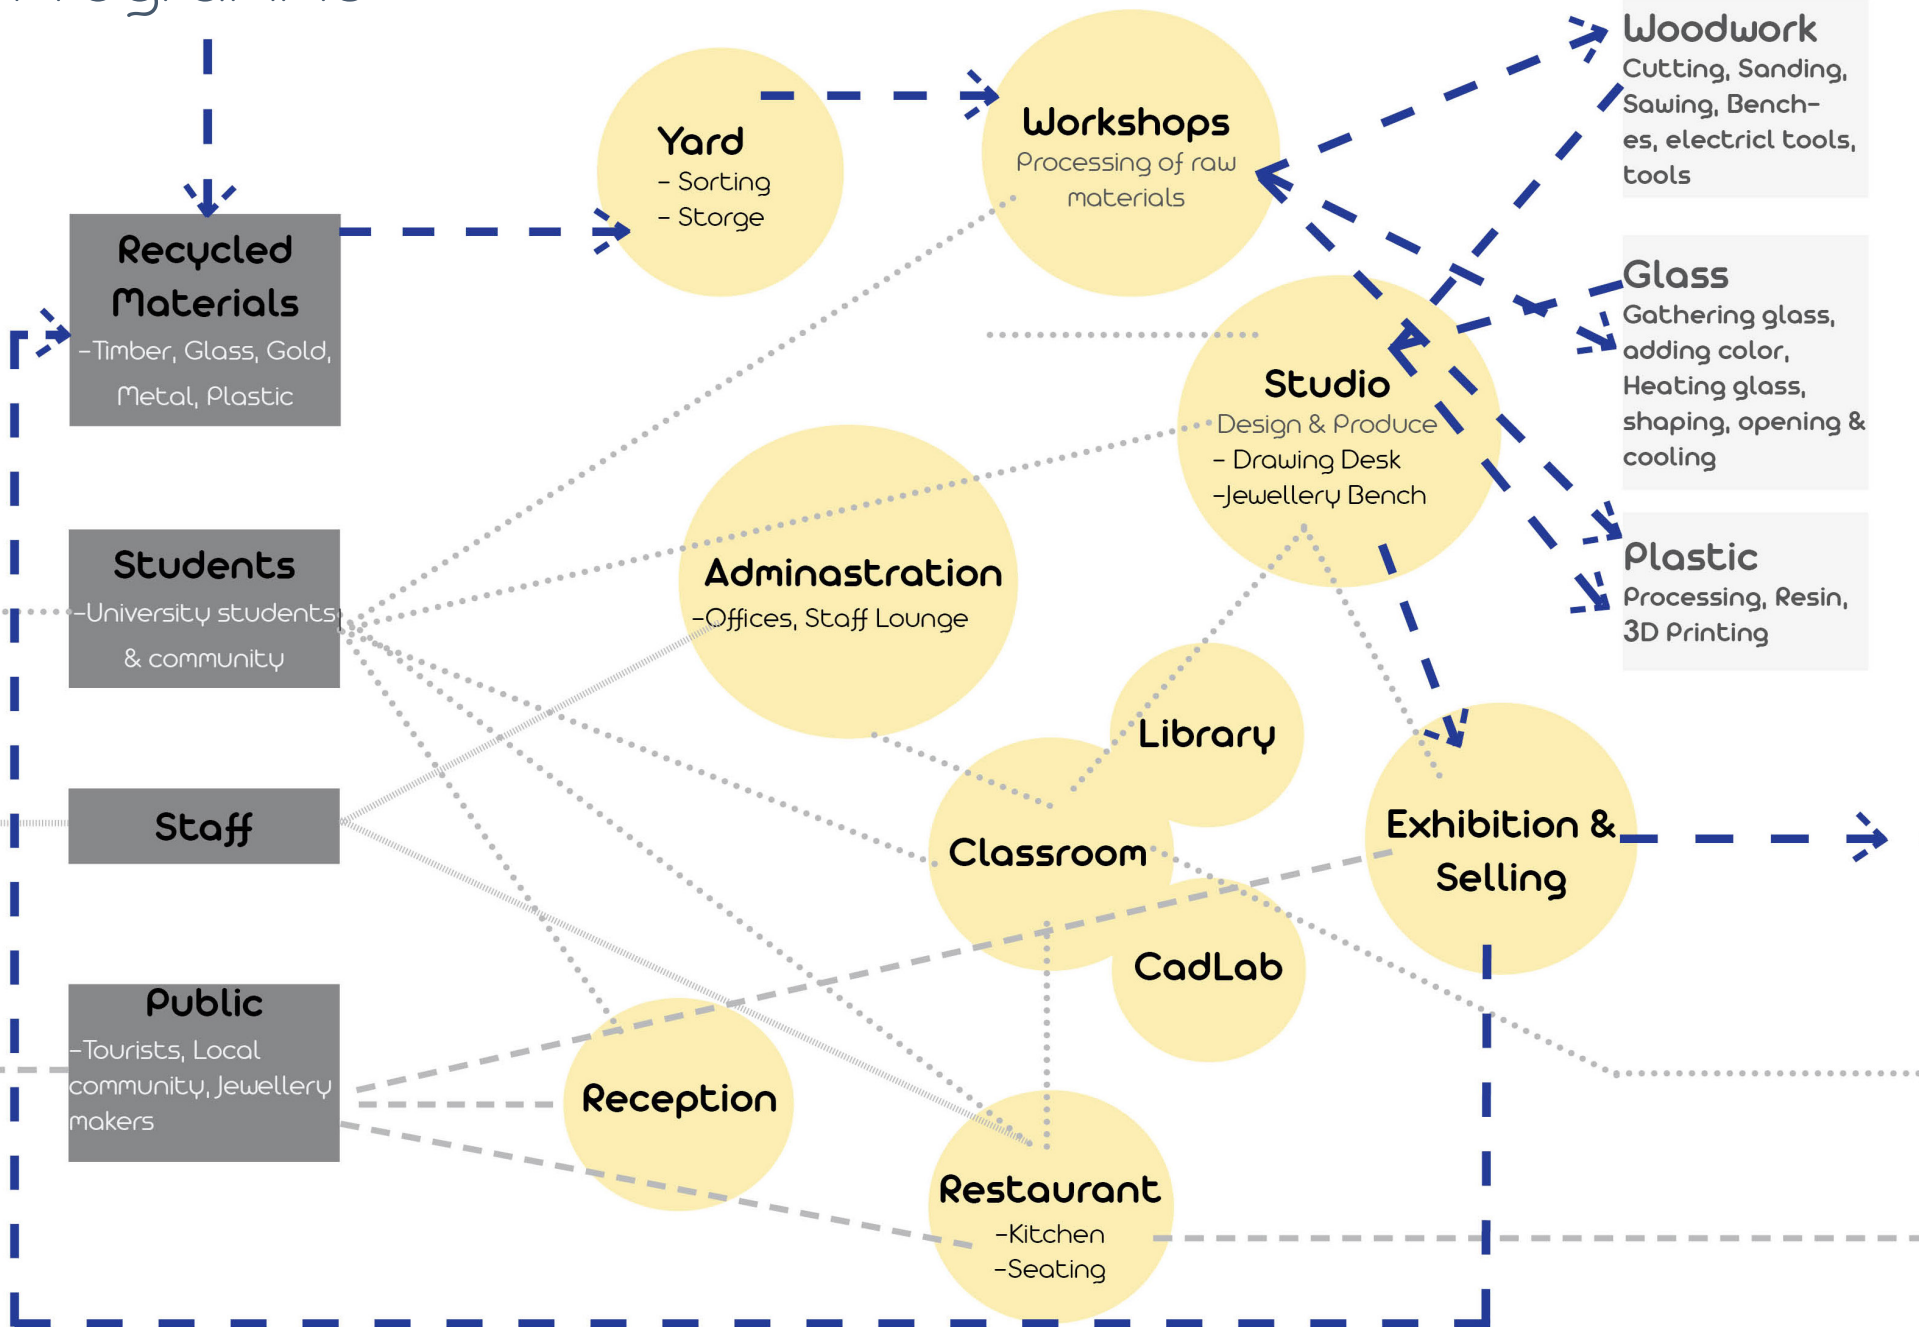 Programme
Recycled
Materials
-Timber, Glass, Gold,
Metal, Plastic
Students
-University students
& community
Staff
Public
-Tourists, Local
community, Jewellery
makers
Yard
- Sorting
- Storge
Workshops
Processing of raw
materials
Studio
Design & Produce
- Drawing Desk
-Jewellery Bench
Adminastration
-Offices, Staff Lounge
Library
Classroom
CadLab
Exhibition &
Selling
Reception
Restaurant
-Kitchen
-Seating
Woodwork
Cutting, Sanding,
Sawing, Bench-
es, electricl tools,
tools
Glass
Gathering glass,
adding color,
Heating glass,
shaping, opening &
cooling
Plastic
Processing, Resin,
3D Printing